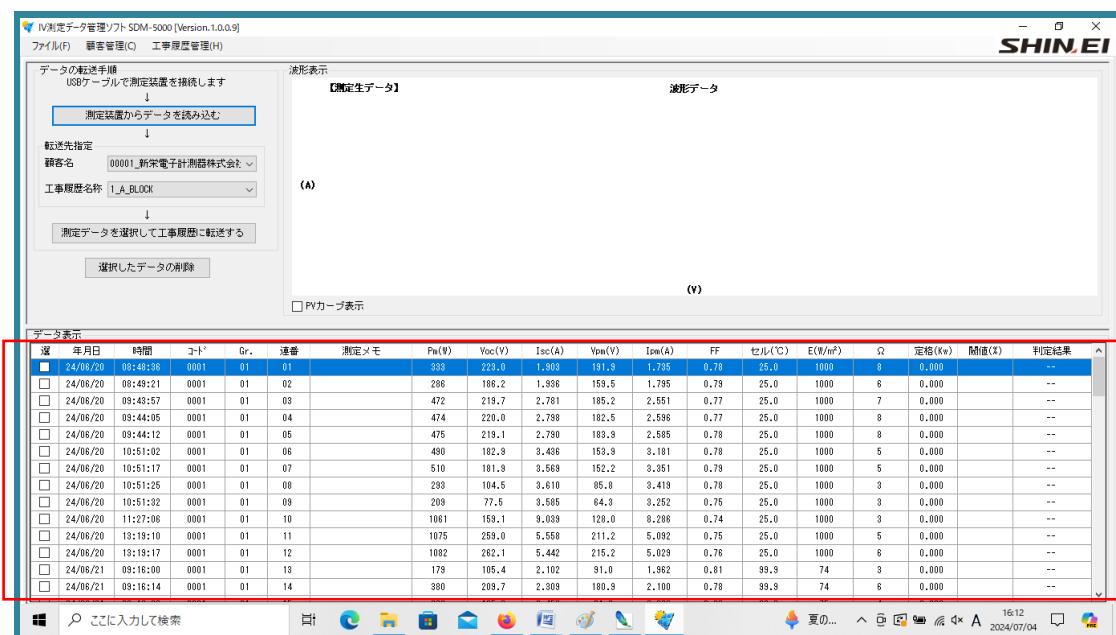 IV測定データ管理ソフト SDM-5000 [Version.1.0.0.9]
ファイル(F) 顧客管理(C) 工事履歴管理(H)
SHIN.EI
データの転送手順
USBケーブルで測定装置を接続します
↓
測定装置からデータを読み込む
↓
転送先指定
顧客名 00001_新栄電子計測器株式会社
工事履歴名称 1_A_BLOCK
↓
測定データを選択して工事履歴に転送する
選択したデータの削除
波形表示
【測定生データ】 波形データ
(A)
(V)
PVカーブ表示
データ表示
選 年月日 時間 コード Gr. 連番 測定メモ Pm(W) Voc(V) Isc(A) Vpm(V) Ipm(A) FF セル(℃) E(W/m²) Ω 定格(Kw) 閾値(%) 判定結果
24/06/20 08:48:36 0001 01 01 333 223.0 1.903 191.9 1.735 0.78 25.0 1000 8 0.000 --
24/06/20 08:49:21 0001 01 02 286 186.2 1.936 159.5 1.795 0.79 25.0 1000 6 0.000 --
24/06/20 09:43:57 0001 01 03 472 219.7 2.781 185.2 2.551 0.77 25.0 1000 7 0.000 --
24/06/20 09:44:05 0001 01 04 474 220.0 2.798 182.5 2.596 0.77 25.0 1000 8 0.000 --
24/06/20 09:44:12 0001 01 05 475 219.1 2.790 183.9 2.585 0.78 25.0 1000 8 0.000 --
24/06/20 10:51:02 0001 01 06 490 182.9 3.436 153.9 3.181 0.78 25.0 1000 5 0.000 --
24/06/20 10:51:17 0001 01 07 510 181.9 3.569 152.2 3.351 0.79 25.0 1000 5 0.000 --
24/06/20 10:51:25 0001 01 08 293 104.5 3.610 85.8 3.419 0.78 25.0 1000 3 0.000 --
24/06/20 10:51:32 0001 01 09 209 77.5 3.585 64.3 3.252 0.75 25.0 1000 3 0.000 --
24/06/20 11:27:06 0001 01 10 1061 159.1 9.039 128.0 8.286 0.74 25.0 1000 3 0.000 --
24/06/20 13:19:10 0001 01 11 1075 259.0 5.558 211.2 5.092 0.75 25.0 1000 5 0.000 --
24/06/20 13:19:17 0001 01 12 1082 262.1 5.442 215.2 5.029 0.76 25.0 1000 6 0.000 --
24/06/21 09:16:00 0001 01 13 179 105.4 2.102 91.0 1.962 0.81 99.9 74 3 0.000 --
24/06/21 09:16:14 0001 01 14 380 209.7 2.309 180.9 2.100 0.78 99.9 74 6 0.000 --
ここに入力して検索
夏の...
A
16:12
2024/07/04